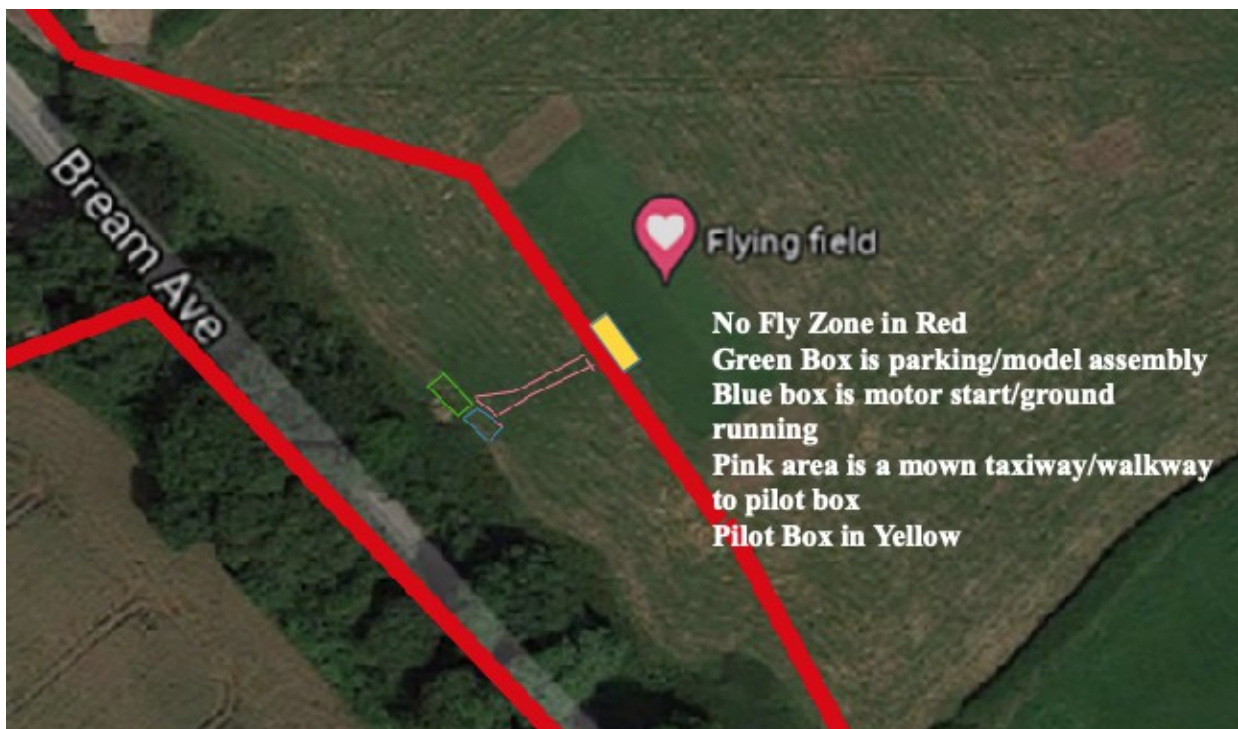 Bream Ave
Flying field
No Fly Zone in Red
Green Box is parking/model assembly
Blue box is motor start/ground
running
Pink area is a mown taxiway/walkway
to pilot box
Pilot Box in Yellow